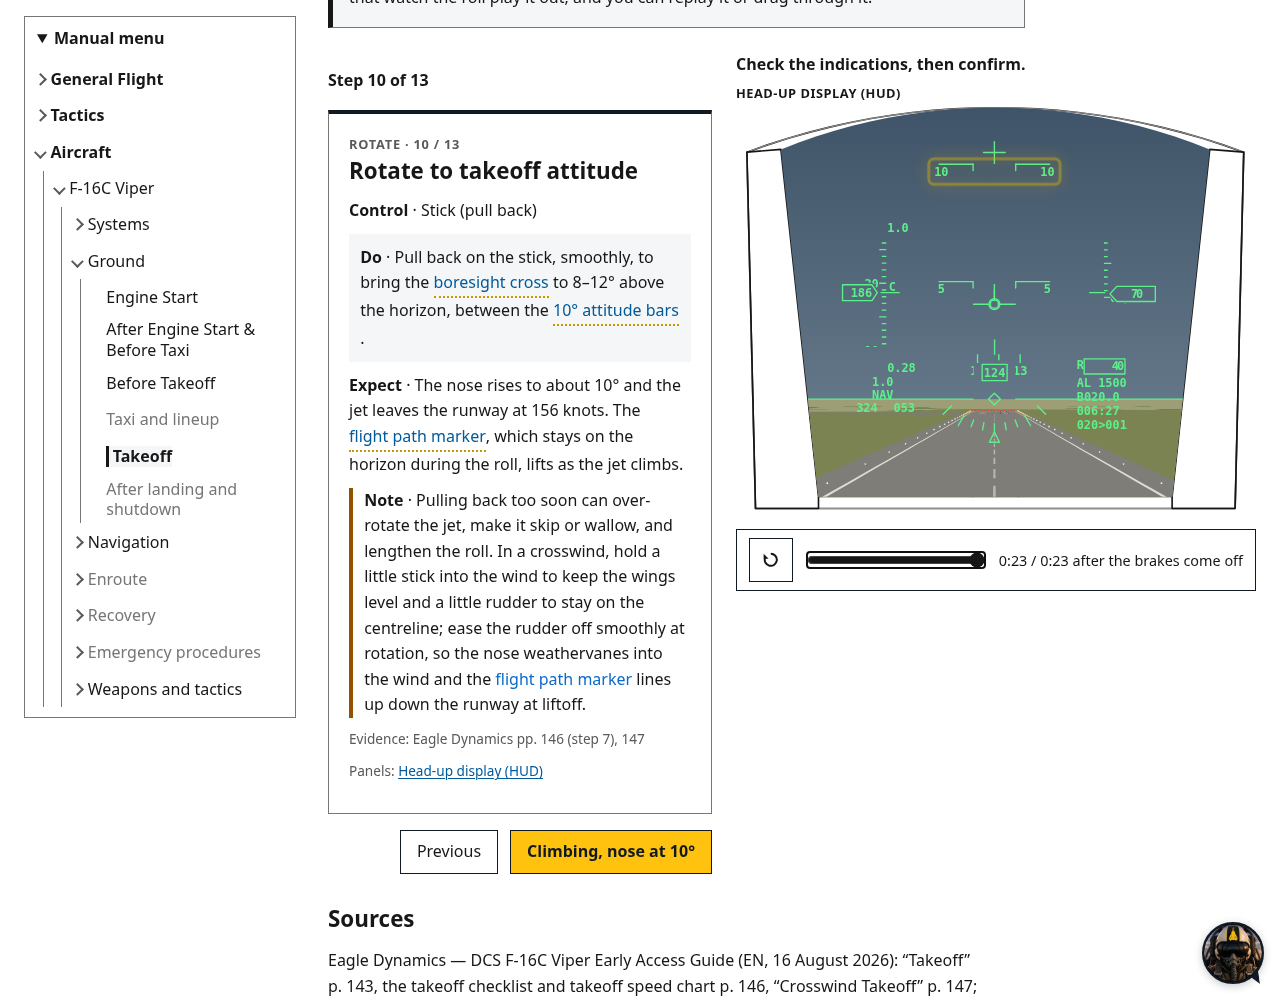 that watch the roll play it out, and you can replay it or drag through it.
Manual menu
General Flight
Tactics
Aircraft
F-16C Viper
Systems
Ground
Engine Start
After Engine Start &
Before Taxi
Before Takeoff
Taxi and lineup
Takeoff
After landing and
shutdown
Navigation
Enroute
Recovery
Emergency procedures
Weapons and tactics
Step 10 of 13
ROTATE · 10 / 13
Rotate to takeoff attitude
Control · Stick (pull back)
Do · Pull back on the stick, smoothly, to
bring the boresight cross to 8–12° above
the horizon, between the 10° attitude bars
.
Expect · The nose rises to about 10° and the
jet leaves the runway at 156 knots. The
flight path marker, which stays on the
horizon during the roll, lifts as the jet climbs.
Note · Pulling back too soon can over-
rotate the jet, make it skip or wallow, and
lengthen the roll. In a crosswind, hold a
little stick into the wind to keep the wings
level and a little rudder to stay on the
centreline; ease the rudder off smoothly at
rotation, so the nose weathervanes into
the wind and the flight path marker lines
up down the runway at liftoff.
Evidence: Eagle Dynamics pp. 146 (step 7), 147
Panels: Head-up display (HUD)
Previous
Climbing, nose at 10°
Check the indications, then confirm.
HEAD-UP DISPLAY (HUD)
10 10
1.0
186 C 5 5 70
0.28 124 13 R 40
1.0 AL 1500
NAV B020.0
324 053 006:27
020>001
0:23 / 0:23 after the brakes come off
Sources
Eagle Dynamics — DCS F-16C Viper Early Access Guide (EN, 16 August 2026): “Takeoff”
p. 143, the takeoff checklist and takeoff speed chart p. 146, “Crosswind Takeoff” p. 147;